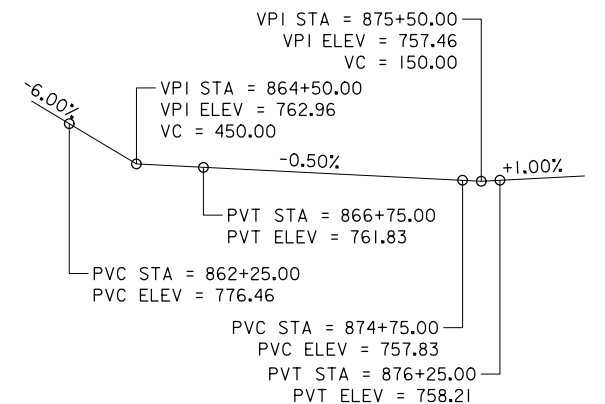 VPI STA = 875+50.00
VPI ELEV = 757.46
VC = 150.00
-6.00%
VPI STA = 864+50.00
VPI ELEV = 762.96
VC = 450.00
-0.50%
+1.00%
PVT STA = 866+75.00
PVT ELEV = 761.83
PVC STA = 862+25.00
PVC ELEV = 776.46
PVC STA = 874+75.00
PVC ELEV = 757.83
PVT STA = 876+25.00
PVT ELEV = 758.21